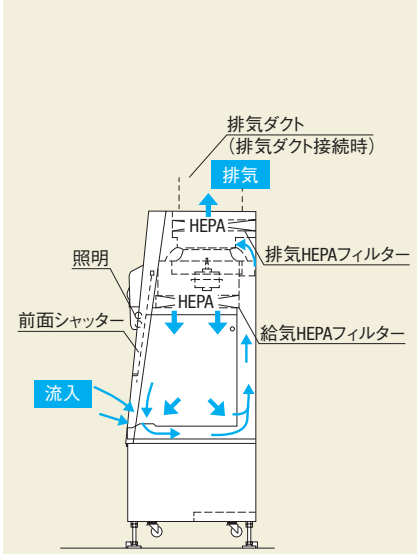 排気ダクト
（排気ダクト接続時）
排気
HEPA
排気HEPAフィルター
照明
HEPA
前面シャッター
給気HEPAフィルター
流入